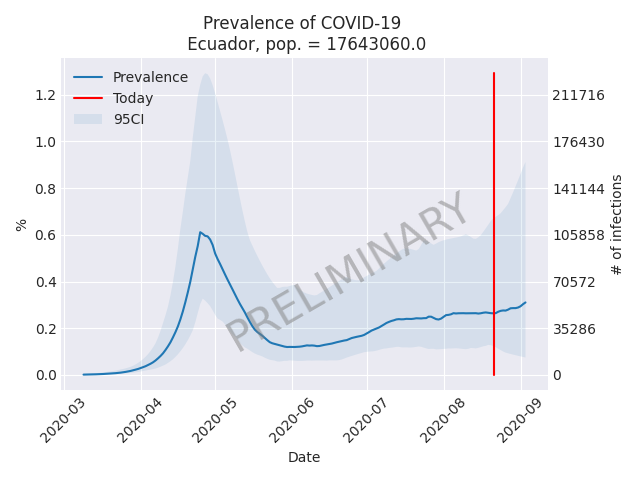 Prevalence of COVID-19
Ecuador, pop. = 17643060.0
Prevalence
Today
95CI
PRELIMINARY
%
1.2
1.0
0.8
0.6
0.4
0.2
0.0
211716
176430
141144
105858
70572
35286
0
# of infections
2020-03
2020-04
2020-05
2020-06
2020-07
2020-08
2020-09
Date